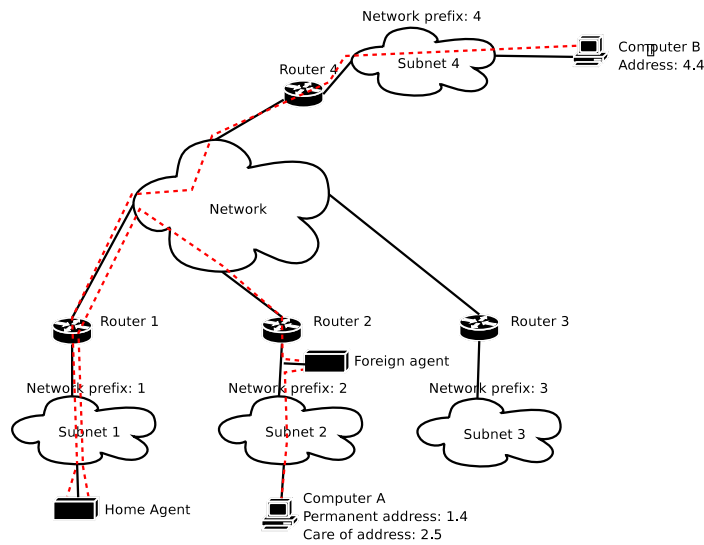 Network prefix: 4
Computer B
Address: 4.4
Subnet 4
Router 4
Network
Router 1
Router 2
Router 3
Foreign agent
Network prefix: 1
Network prefix: 2
Network prefix: 3
Subnet 1
Subnet 2
Subnet 3
Home Agent
Computer A
Permanent address: 1.4
Care of address: 2.5